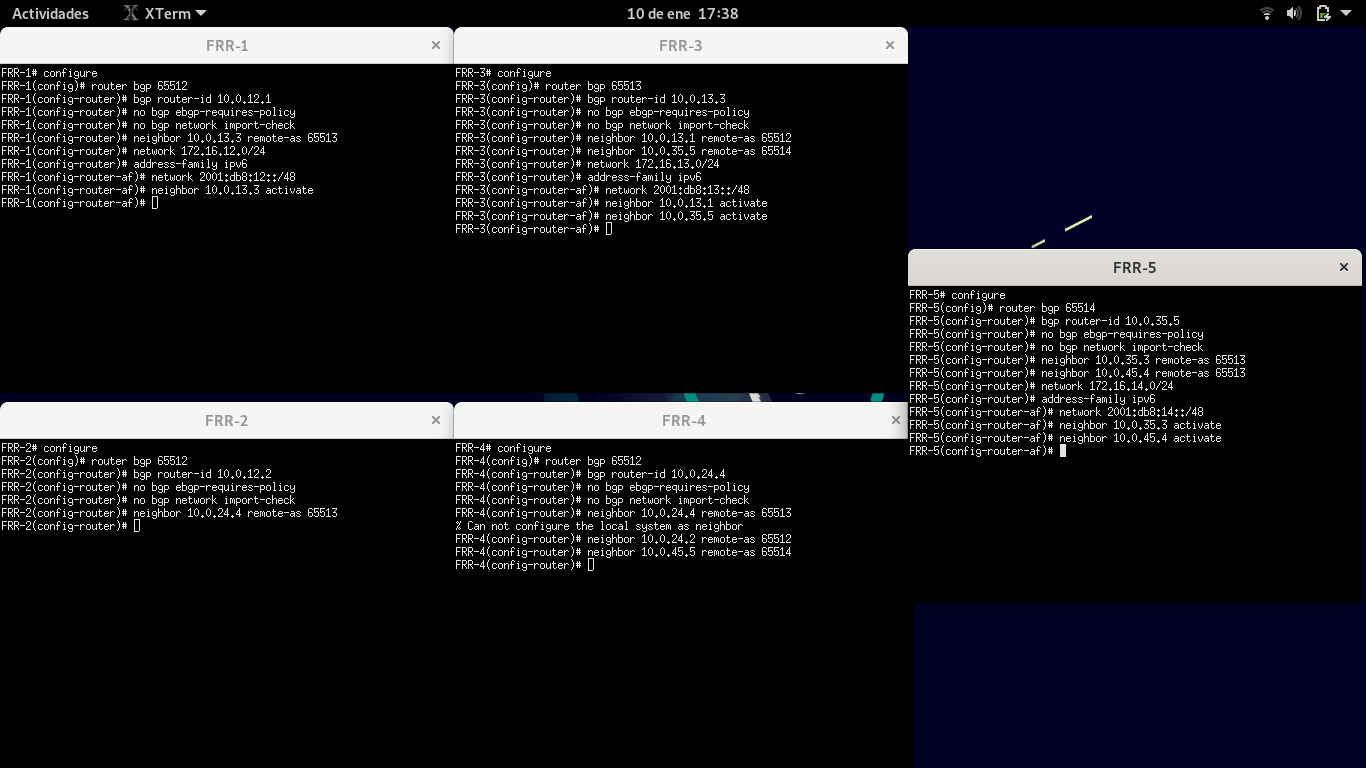 Actividades
XTerm
10 de ene 17:38
FRR-1
FRR-1# configure
FRR-1(config)# router bgp 65512
FRR-1(config-router)# bgp router-id 10.0.12.1
FRR-1(config-router)# no bgp ebgp-requires-policy
FRR-1(config-router)# no bgp network import-check
FRR-1(config-router)# neighbor 10.0.13.3 remote-as 65513
FRR-1(config-router)# network 172.16.12.0/24
FRR-1(config-router)# address-family ipv6
FRR-1(config-router-af)# network 2001:db8:12::/48
FRR-1(config-router-af)# neighbor 10.0.13.3 activate
FRR-1(config-router-af)#
FRR-3
FRR-3# configure
FRR-3(config)# router bgp 65513
FRR-3(config-router)# bgp router-id 10.0.13.3
FRR-3(config-router)# no bgp ebgp-requires-policy
FRR-3(config-router)# no bgp network import-check
FRR-3(config-router)# neighbor 10.0.13.1 remote-as 65512
FRR-3(config-router)# neighbor 10.0.35.5 remote-as 65514
FRR-3(config-router)# network 172.16.13.0/24
FRR-3(config-router)# address-family ipv6
FRR-3(config-router-af)# network 2001:db8:13::/48
FRR-3(config-router-af)# neighbor 10.0.13.1 activate
FRR-3(config-router-af)# neighbor 10.0.35.5 activate
FRR-3(config-router-af)#
FRR-5
FRR-5# configure
FRR-5(config)# router bgp 65514
FRR-5(config-router)# bgp router-id 10.0.35.5
FRR-5(config-router)# no bgp ebgp-requires-policy
FRR-5(config-router)# no bgp network import-check
FRR-5(config-router)# neighbor 10.0.35.3 remote-as 65513
FRR-5(config-router)# neighbor 10.0.45.4 remote-as 65513
FRR-5(config-router)# network 172.16.14.0/24
FRR-5(config-router)# address-family ipv6
FRR-5(config-router-af)# network 2001:db8:14::/48
FRR-5(config-router-af)# neighbor 10.0.35.3 activate
FRR-5(config-router-af)# neighbor 10.0.45.4 activate
FRR-5(config-router-af)#
FRR-2
FRR-2# configure
FRR-2(config)# router bgp 65512
FRR-2(config-router)# bgp router-id 10.0.12.2
FRR-2(config-router)# no bgp ebgp-requires-policy
FRR-2(config-router)# no bgp network import-check
FRR-2(config-router)# neighbor 10.0.24.4 remote-as 65513
FRR-2(config-router)#
FRR-4
FRR-4# configure
FRR-4(config)# router bgp 65512
FRR-4(config-router)# bgp router-id 10.0.24.4
FRR-4(config-router)# no bgp ebgp-requires-policy
FRR-4(config-router)# no bgp network import-check
FRR-4(config-router)# neighbor 10.0.24.4 remote-as 65513
% Can not configure the local system as neighbor
FRR-4(config-router)# neighbor 10.0.24.2 remote-as 65512
FRR-4(config-router)# neighbor 10.0.45.5 remote-as 65514
FRR-4(config-router)#